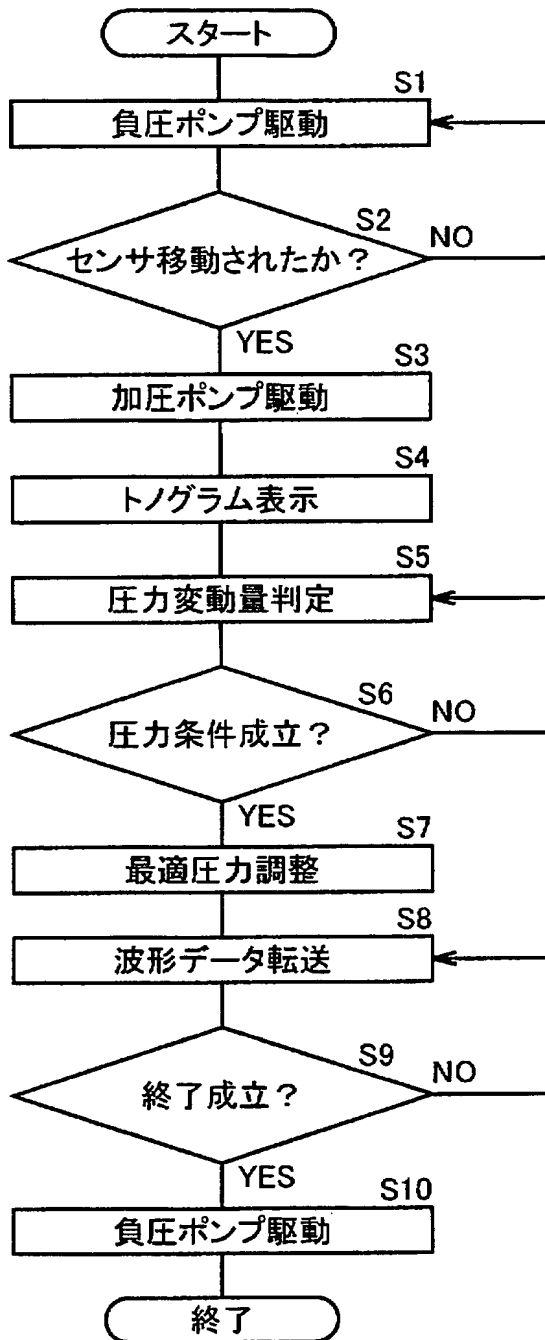 スタート
S1
負圧ポンプ駆動
S2
センサ移動されたか？
NO
YES
S3
加圧ポンプ駆動
S4
トノグラム表示
S5
圧力変動量判定
S6
圧力条件成立？
NO
YES
S7
最適圧力調整
S8
波形データ転送
S9
終了成立？
NO
YES
S10
負圧ポンプ駆動
終了